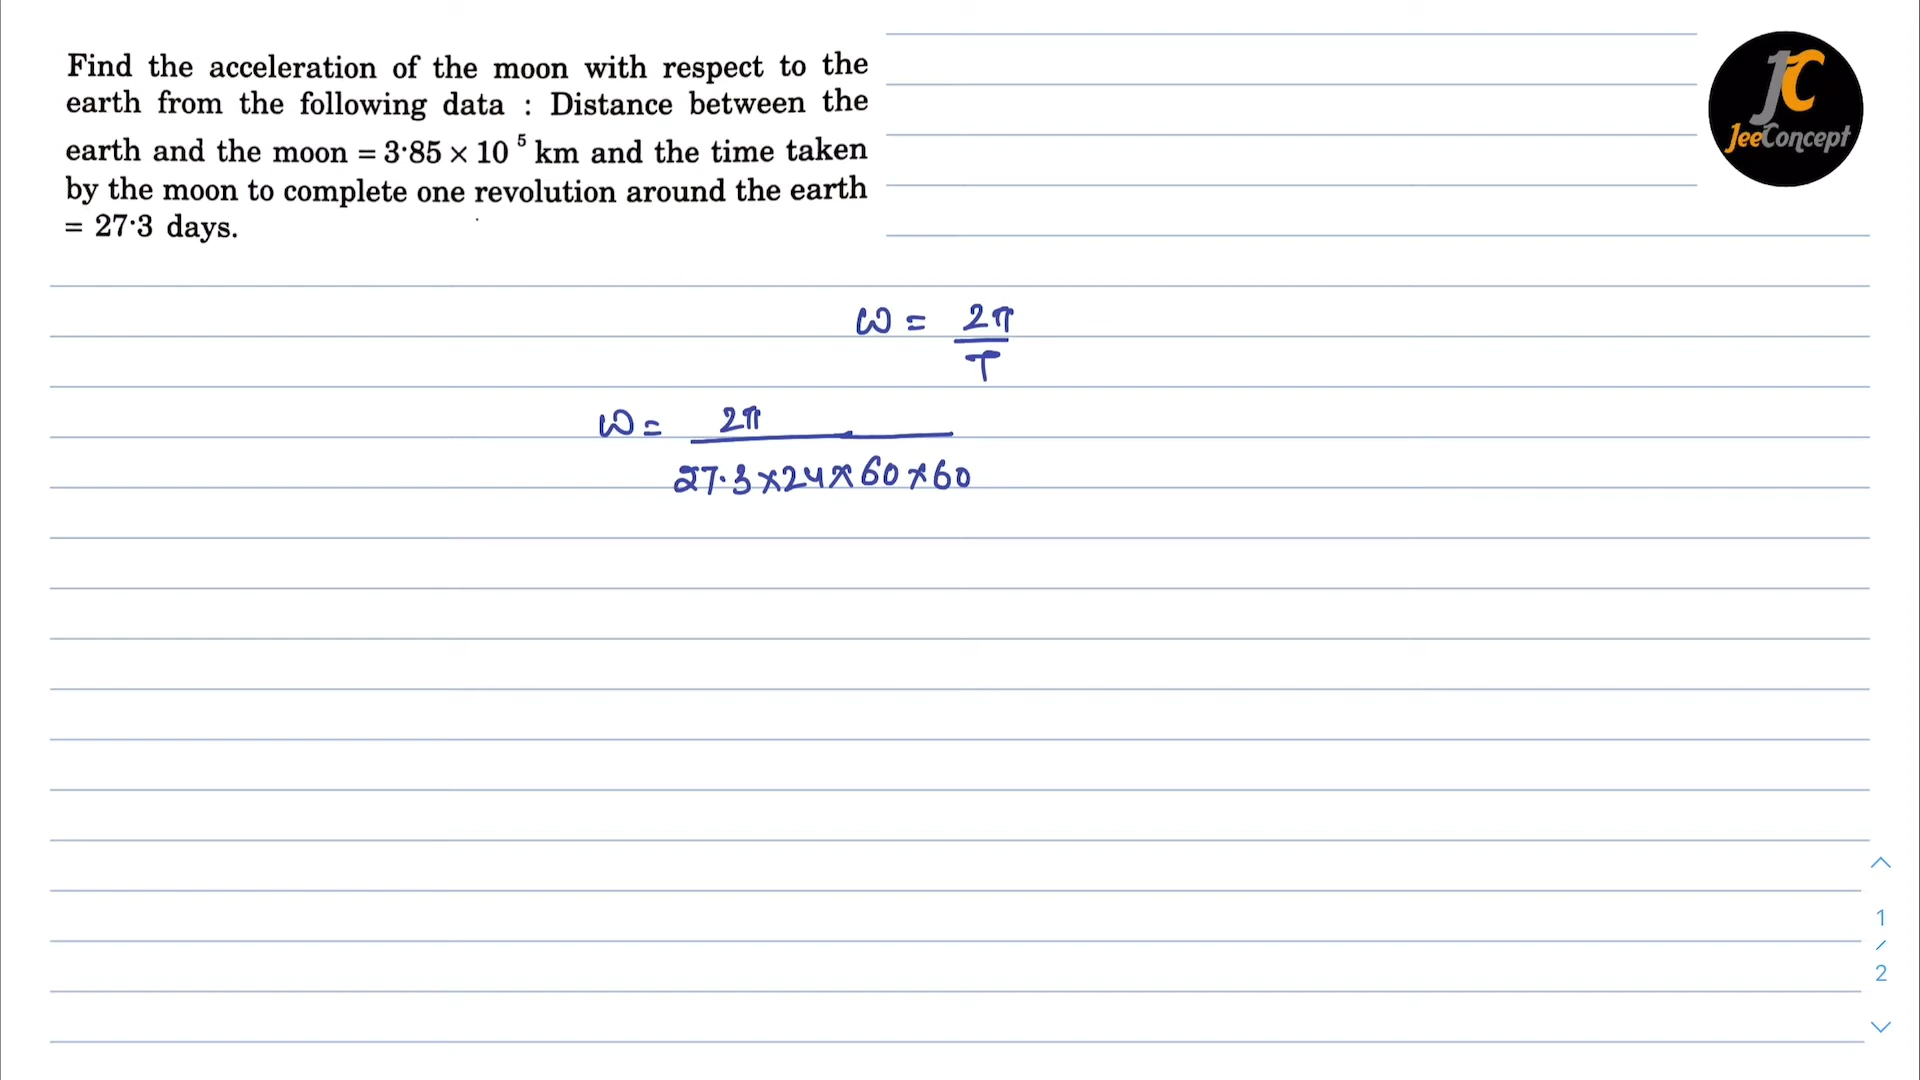 Find the acceleration of the moon with respect to the
earth from the following data : Distance between the
earth and the moon = 3·85 × 10 ⁵ km and the time taken
by the moon to complete one revolution around the earth
= 27·3 days.
JC
JeeConcept
ω = 2π
T
ω = 2π
27.3×24×60×60
1
/
2